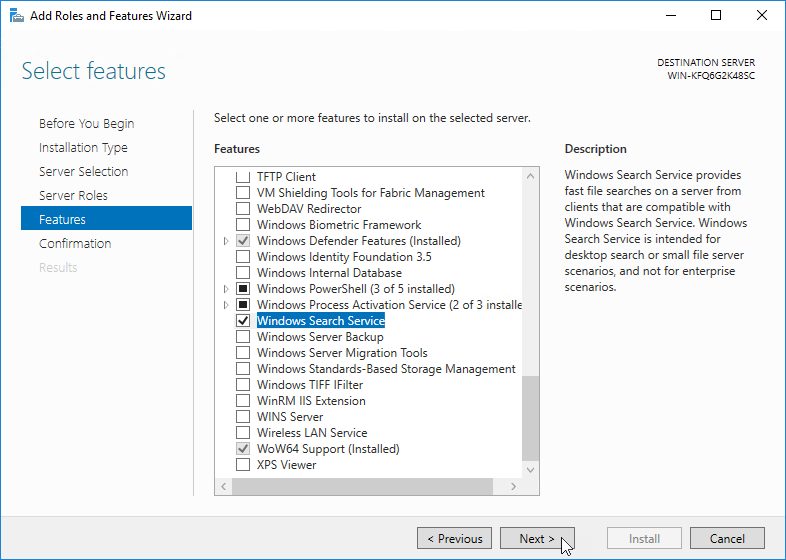 Add Roles and Features Wizard
Select features
DESTINATION SERVER
WIN-KFQ6G2K48SC
Before You Begin
Installation Type
Server Selection
Server Roles
Features
Confirmation
Results
Select one or more features to install on the selected server.
Features
TFTP Client
VM Shielding Tools for Fabric Management
WebDAV Redirector
Windows Biometric Framework
Windows Defender Features (Installed)
Windows Identity Foundation 3.5
Windows Internal Database
Windows PowerShell (3 of 5 installed)
Windows Process Activation Service (2 of 3 installe
Windows Search Service
Windows Server Backup
Windows Server Migration Tools
Windows Standards-Based Storage Management
Windows TIFF IFilter
WinRM IIS Extension
WINS Server
Wireless LAN Service
WoW64 Support (Installed)
XPS Viewer
Description
Windows Search Service provides
fast file searches on a server from
clients that are compatible with
Windows Search Service. Windows
Search Service is intended for
desktop search or small file server
scenarios, and not for enterprise
scenarios.
< Previous
Next >
Install
Cancel